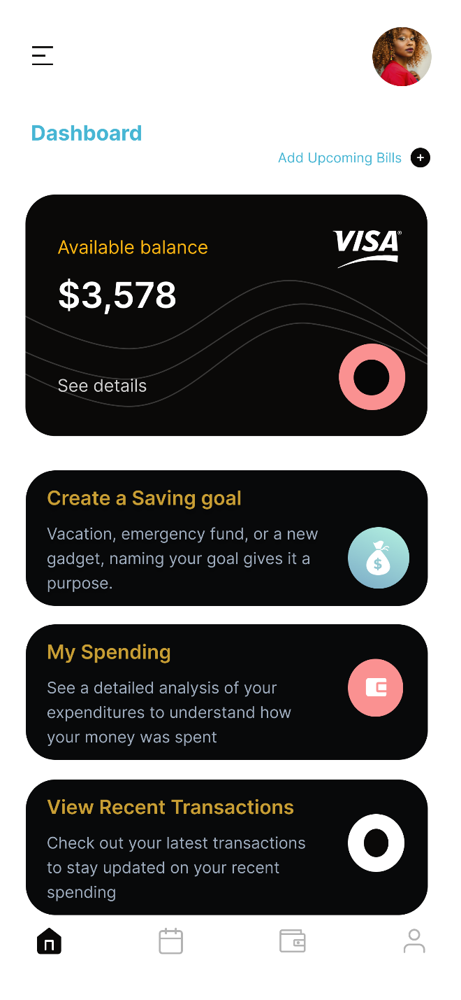 Dashboard
Add Upcoming Bills
Available balance
VISA®
$3,578
See details
Create a Saving goal
Vacation, emergency fund, or a new
gadget, naming your goal gives it a
purpose.
$
My Spending
See a detailed analysis of your
expenditures to understand how
your money was spent
View Recent Transactions
Check out your latest transactions
to stay updated on your recent
spending